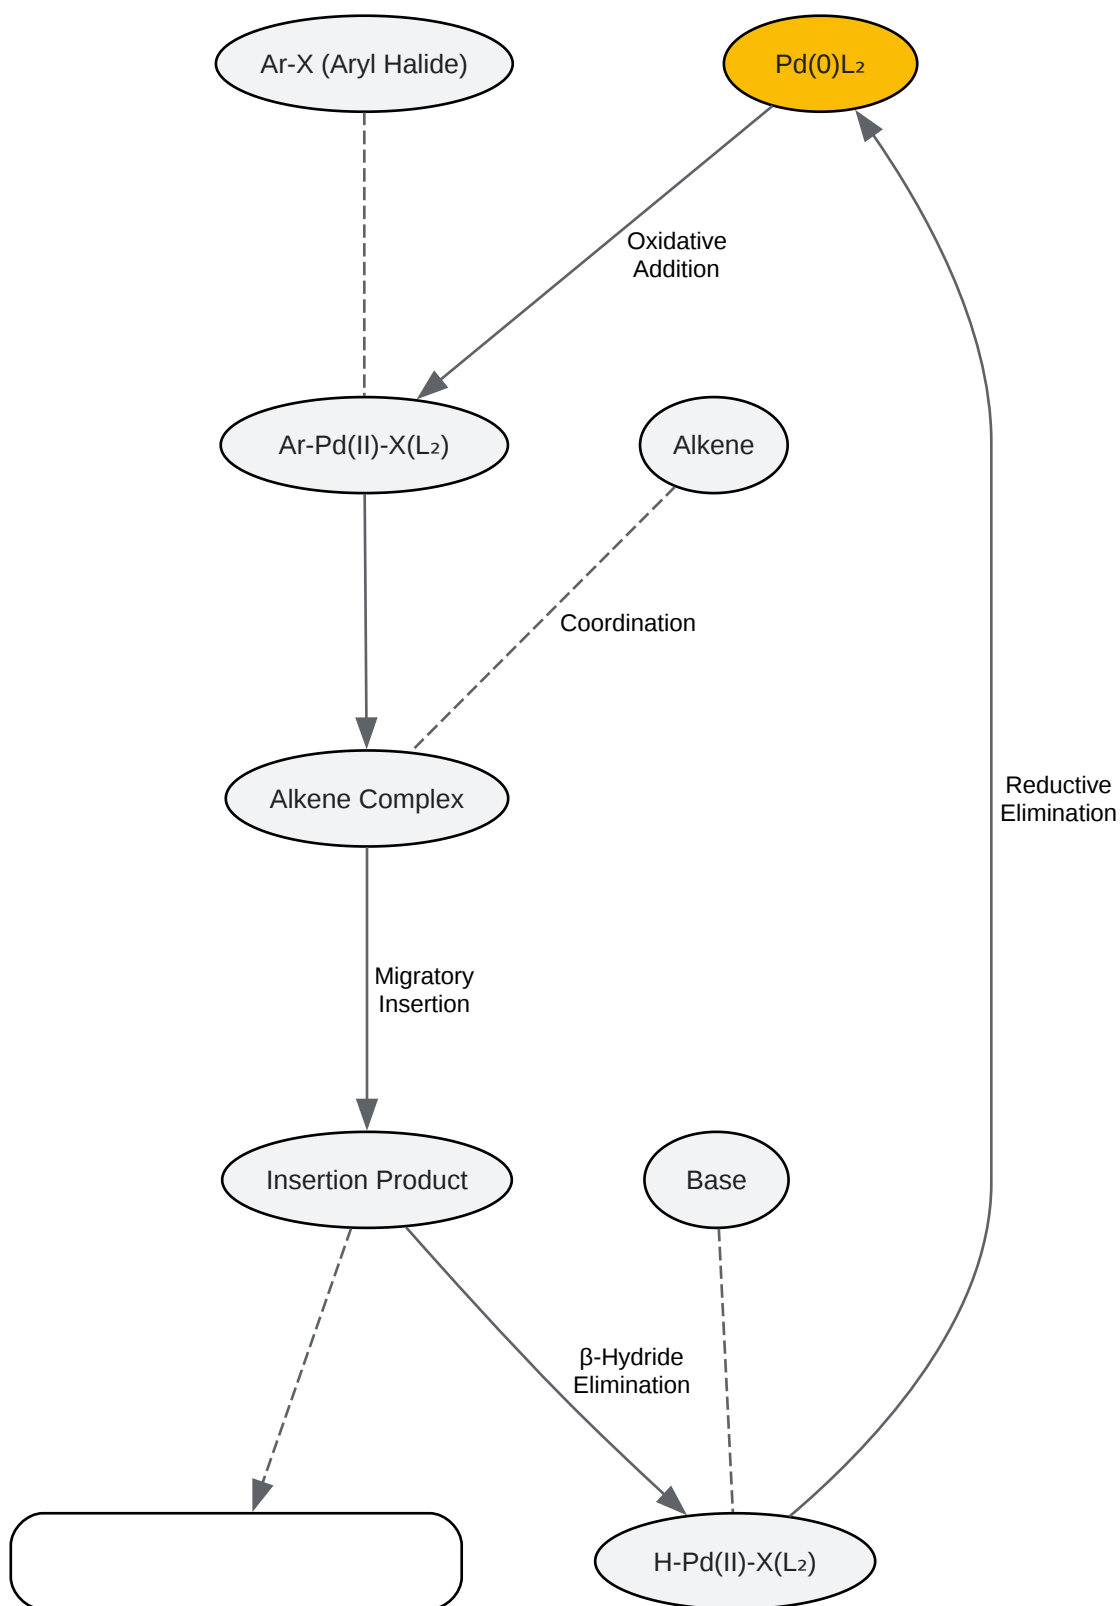 Ar-X (Aryl Halide)
Pd(0)L₂
Oxidative
Addition
Ar-Pd(II)-X(L₂)
Alkene
Coordination
Alkene Complex
Reductive
Elimination
Migratory
Insertion
Insertion Product
Base
β-Hydride
Elimination
H-Pd(II)-X(L₂)